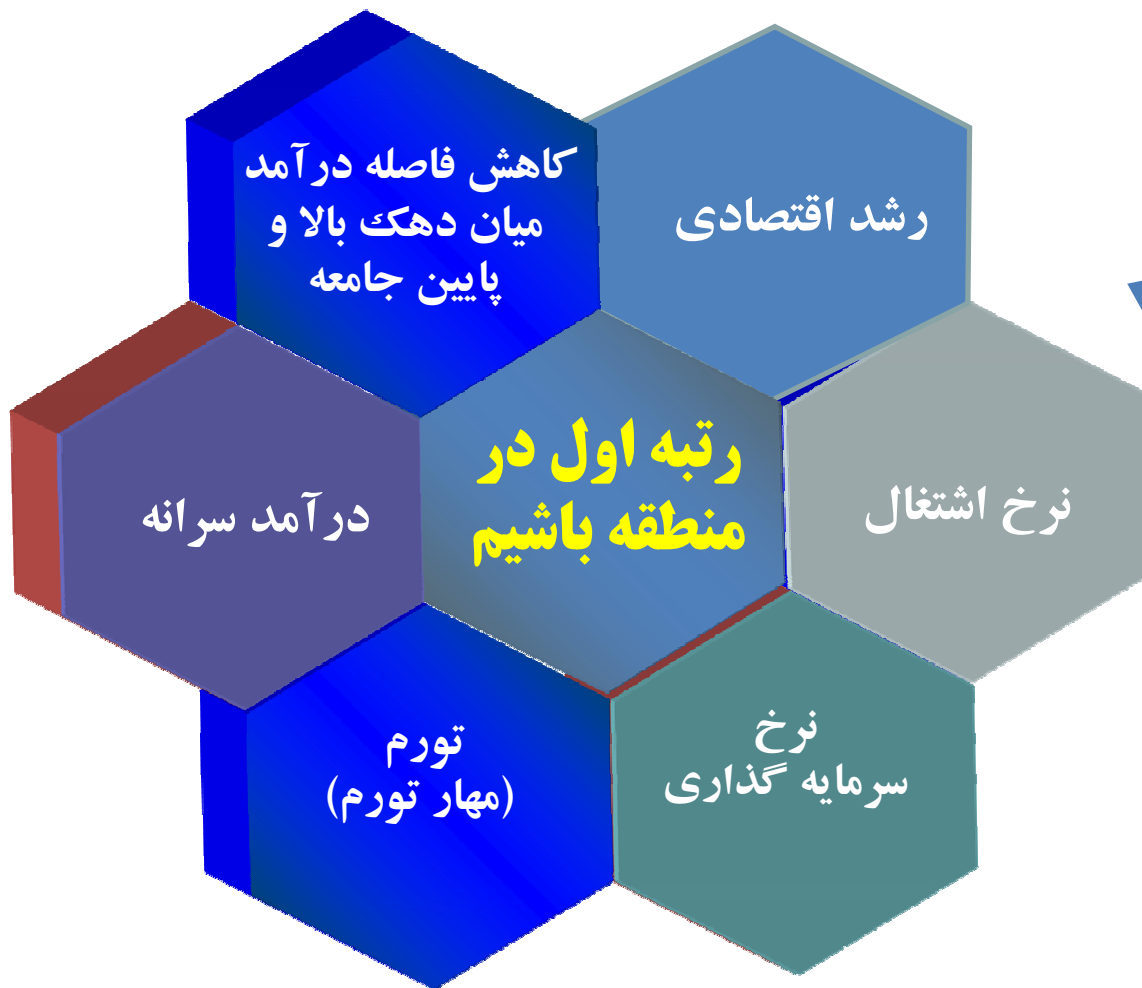 رشد اقتصادی
کاهش فاصله درآمد
میان دهک بالا و
پایین جامعه
نرخ اشتغال
رتبه اول در
منطقه باشیم
درآمد سرانه
نرخ
سرمایه گذاری
تورم
(مهار تورم)